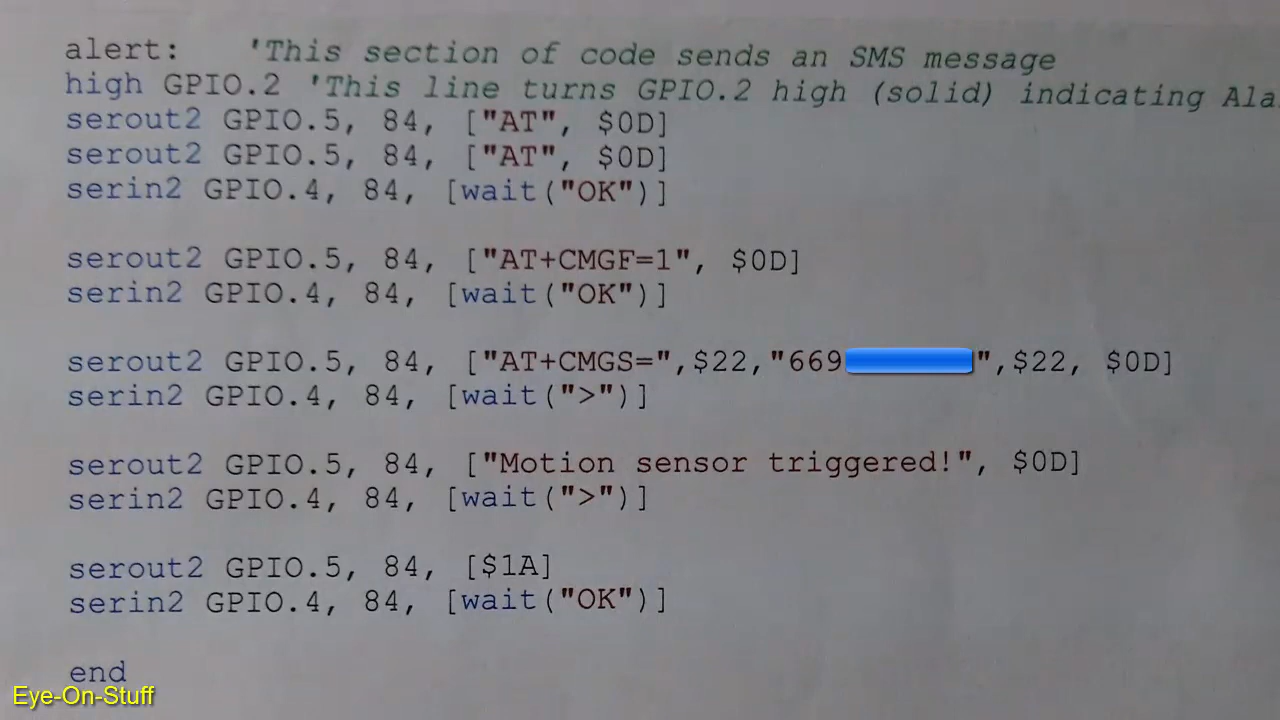 alert:    'This section of code sends an SMS message
high GPIO.2 'This line turns GPIO.2 high (solid) indicating Ala
serout2 GPIO.5, 84, ["AT", $0D]
serout2 GPIO.5, 84, ["AT", $0D]
serin2 GPIO.4, 84, [wait("OK")]
serout2 GPIO.5, 84, ["AT+CMGF=1", $0D]
serin2 GPIO.4, 84, [wait("OK")]
serout2 GPIO.5, 84, ["AT+CMGS=",$22,"669",$22, $0D]
serin2 GPIO.4, 84, [wait(">")]
serout2 GPIO.5, 84, ["Motion sensor triggered!", $0D]
serin2 GPIO.4, 84, [wait(">")]
serout2 GPIO.5, 84, [$1A]
serin2 GPIO.4, 84, [wait("OK")]
end
Eye-On-Stuff